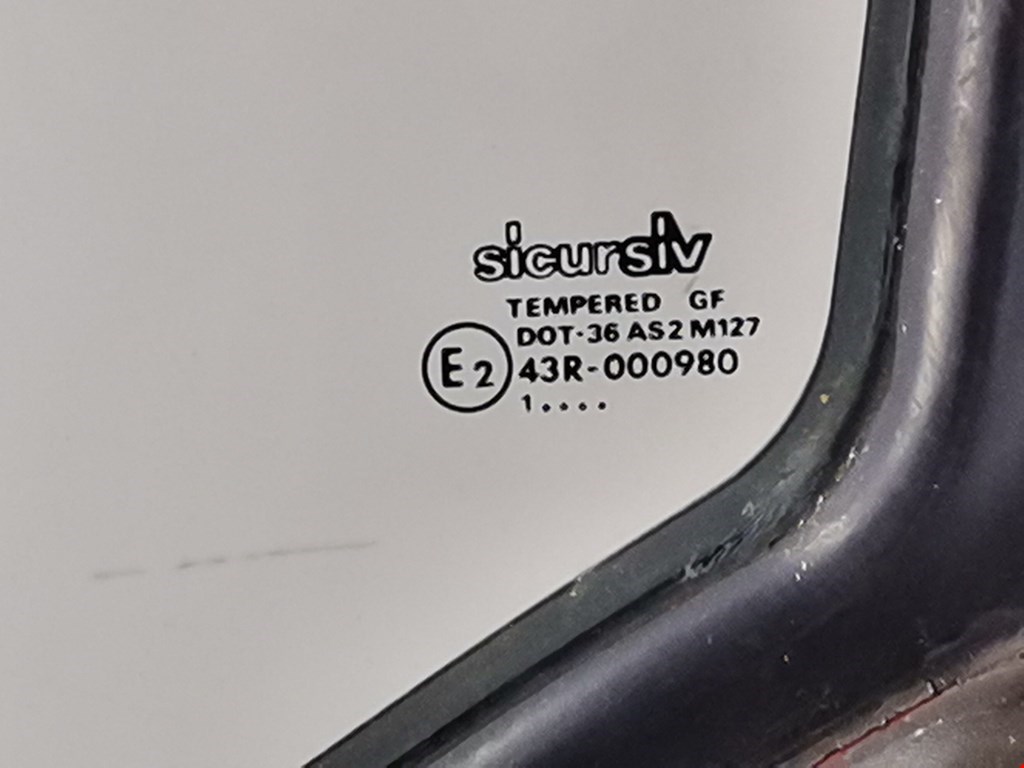 sicursiv
TEMPERED GF
DOT-36 AS2 M127
E2 43R-000980
1....